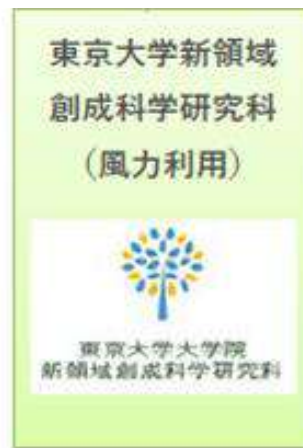 東京大学新領域
創成科学研究科
（風力利用）
東京大学大学院
新領域創成科学研究科